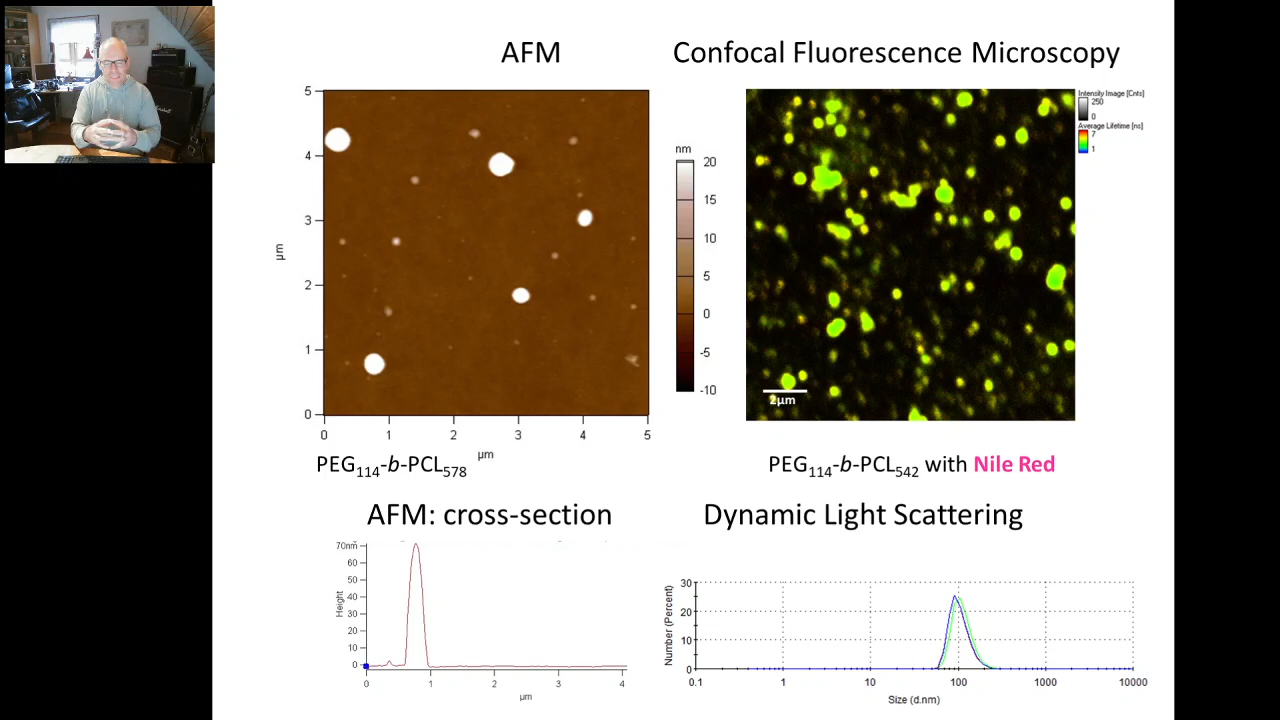 AFM
Confocal Fluorescence Microscopy
5
4
3
2
1
0
µm
0 1 2 3 4 5
µm
nm
20
15
10
5
0
-5
-10
Intensity Image [Cnts]
250
0
Average Lifetime [ns]
7
1
2µm
PEG114-b-PCL578
PEG114-b-PCL542 with Nile Red
AFM: cross-section
Dynamic Light Scattering
70nm
60
50
40
30
20
10
0
Height
0 1 2 3 4
µm
Number (Percent)
30
20
10
0
0.1 1 10 100 1000 10000
Size (d.nm)